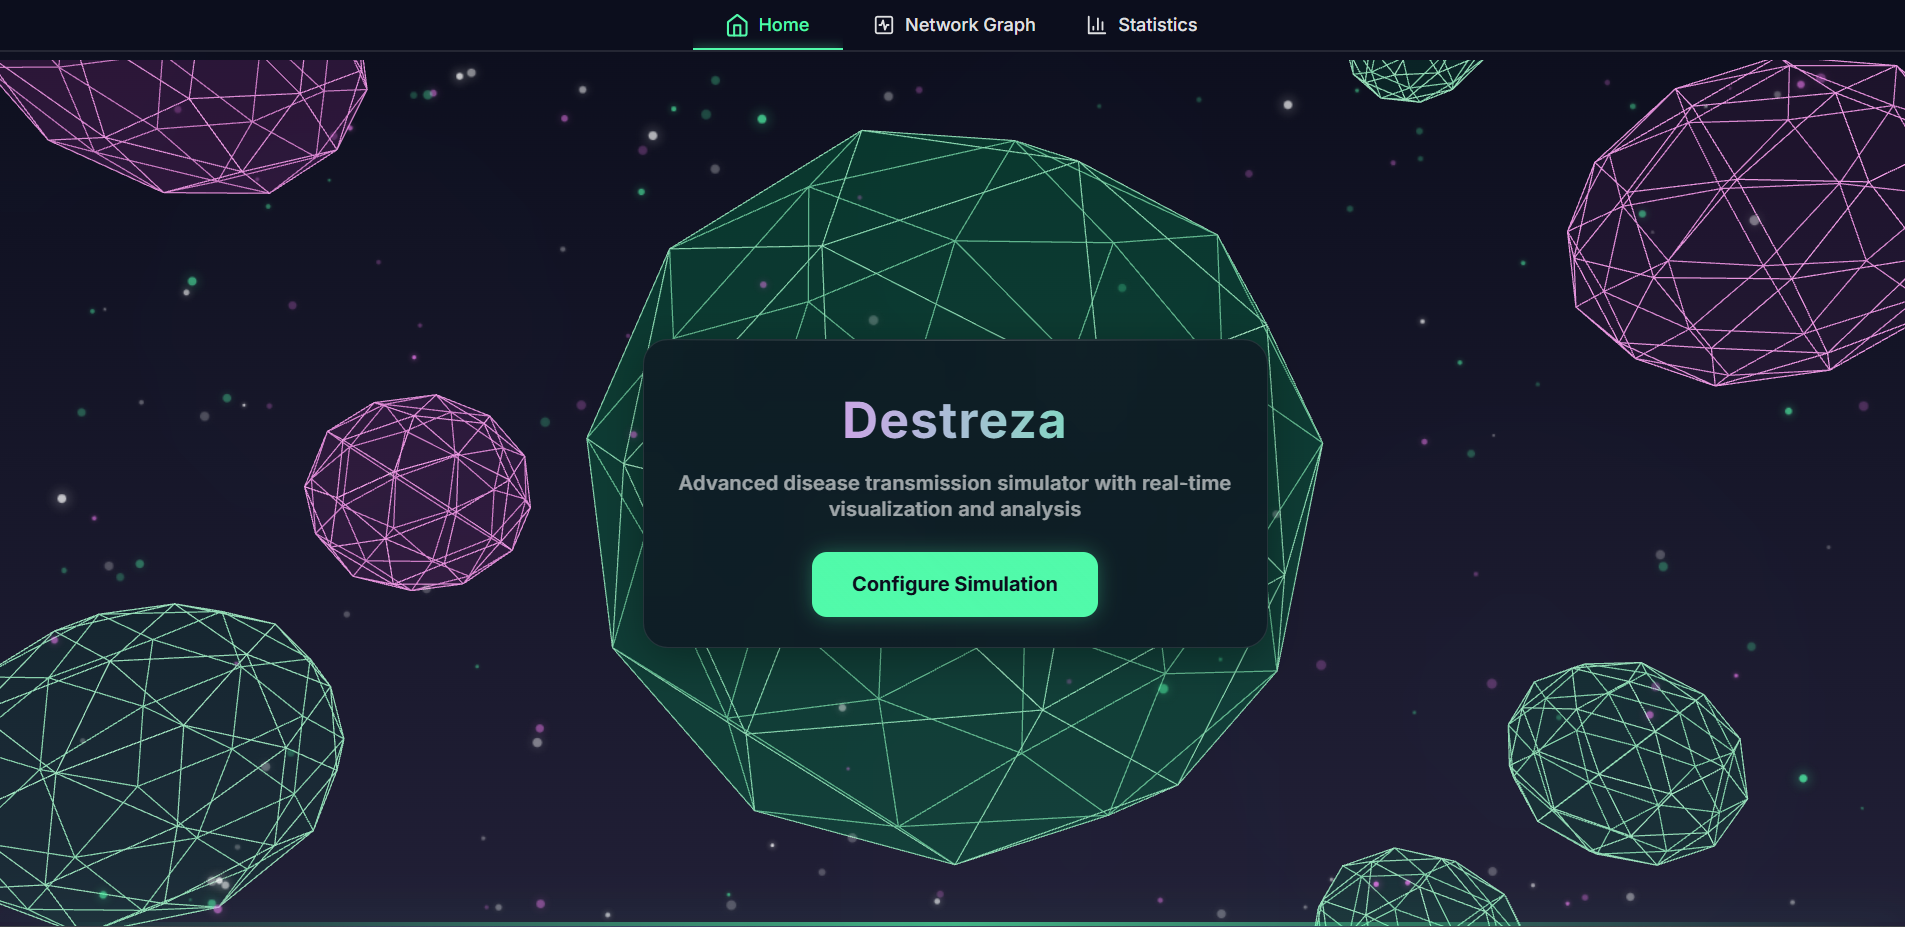 Home
Network Graph
Statistics
Destreza
Advanced disease transmission simulator with real-time
visualization and analysis
Configure Simulation